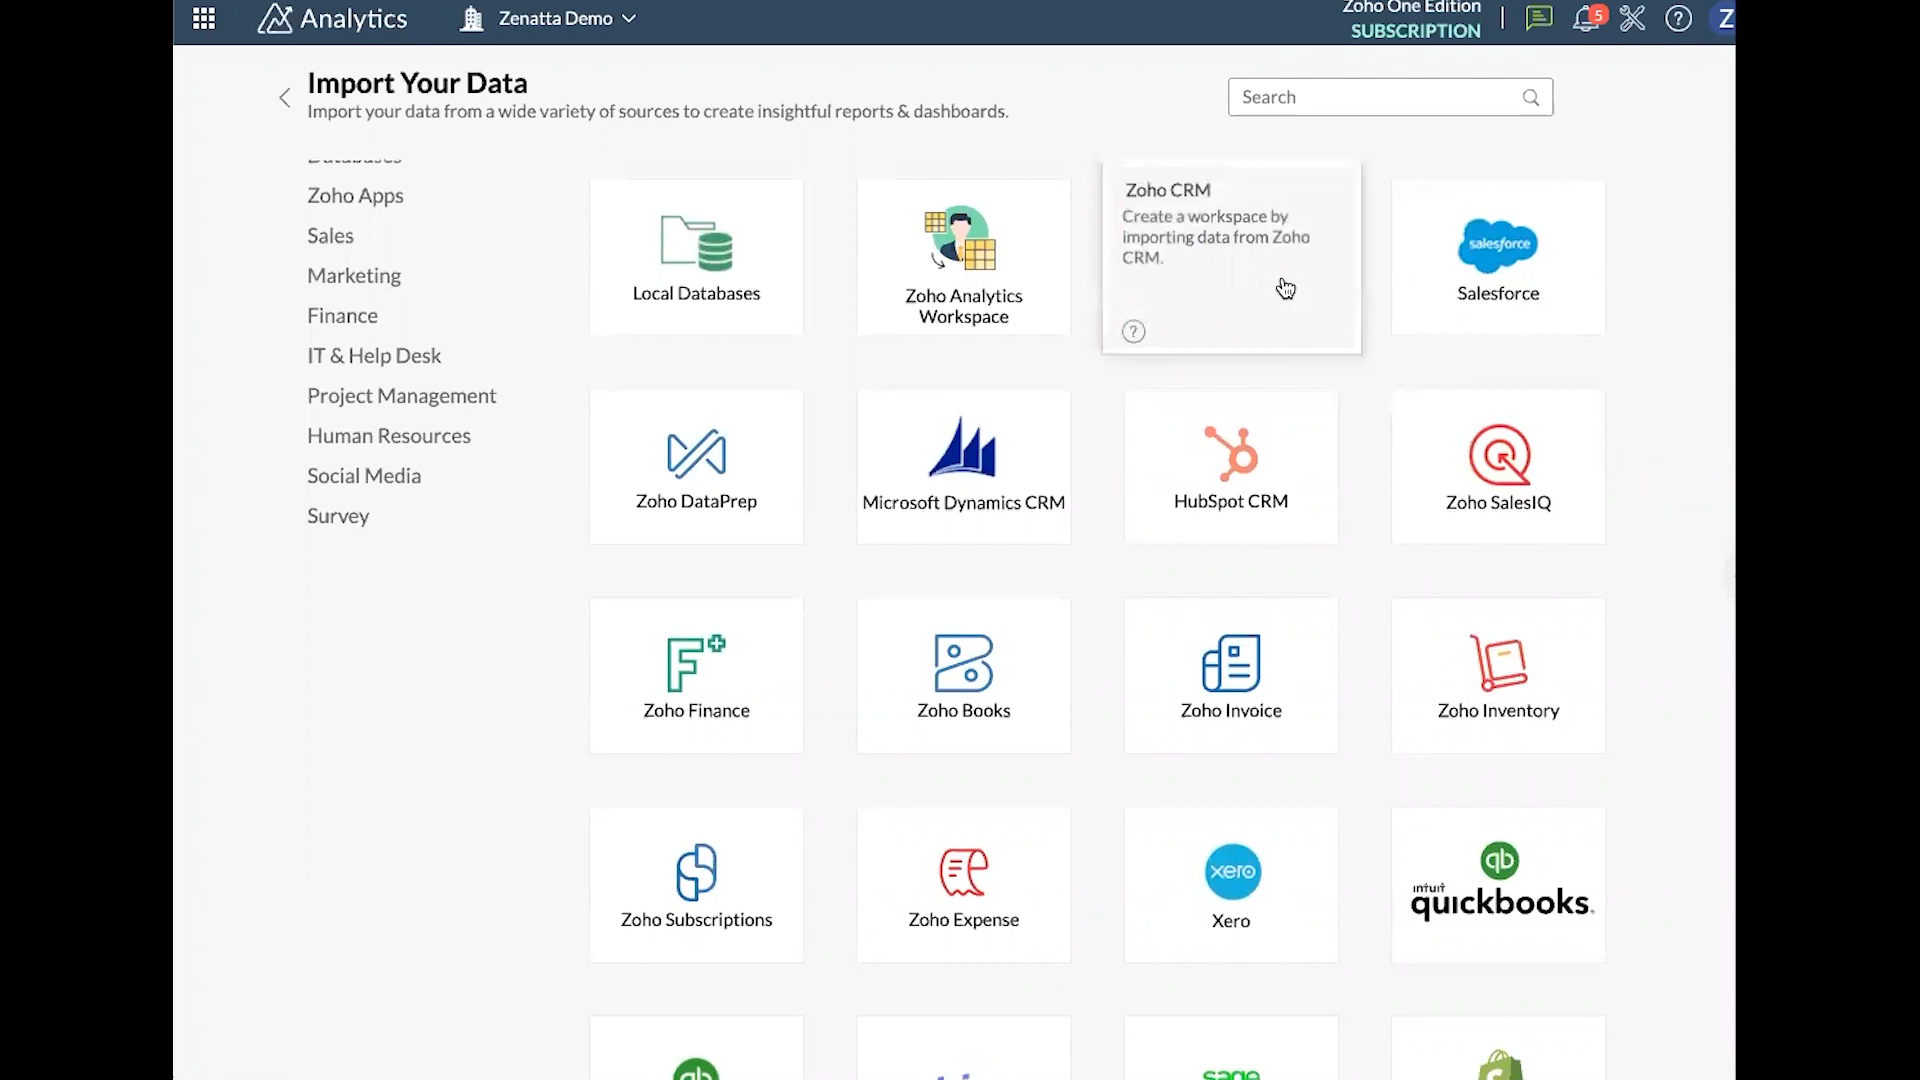 Analytics
Zenatta Demo
Zoho One Edition
SUBSCRIPTION
5
?
Z
Import Your Data
Import your data from a wide variety of sources to create insightful reports & dashboards.
Search
Databases
Zoho Apps
Sales
Marketing
Finance
IT & Help Desk
Project Management
Human Resources
Social Media
Survey
Local Databases
Zoho Analytics
Workspace
Zoho CRM
Create a workspace by
importing data from Zoho
CRM.
?
salesforce
Salesforce
Zoho DataPrep
Microsoft Dynamics CRM
HubSpot CRM
Zoho SalesIQ
Zoho Finance
Zoho Books
Zoho Invoice
Zoho Inventory
Zoho Subscriptions
Zoho Expense
xero
Xero
qb
intuit
quickbooks.
qb
sage